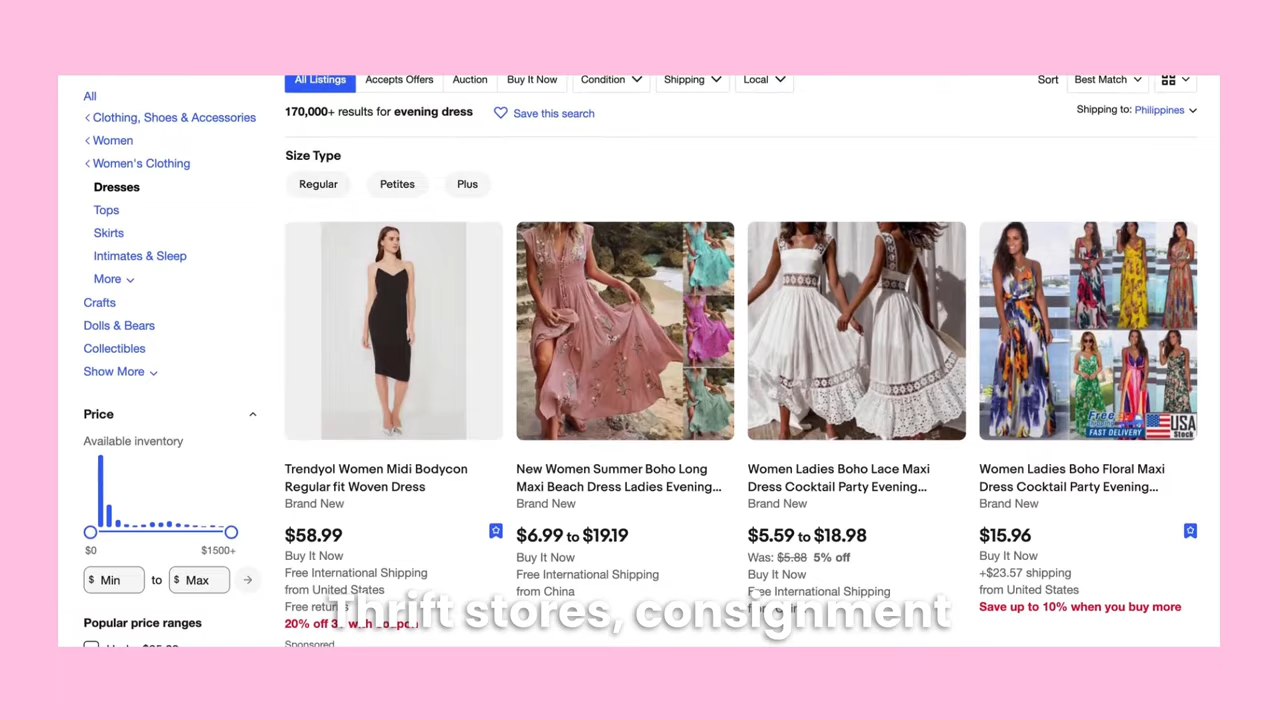 All Listings Accepts Offers Auction Buy It Now Condition Shipping Local Sort Best Match
170,000+ results for evening dress Save this search Shipping to: Philippines
All
Clothing, Shoes & Accessories
Women
Women's Clothing
Dresses
Tops
Skirts
Intimates & Sleep
More
Crafts
Dolls & Bears
Collectibles
Show More
Price
Available inventory
$0 $1500+
$ Min to $ Max
Popular price ranges
Size Type
Regular Petites Plus
Trendyol Women Midi Bodycon
Regular fit Woven Dress
Brand New
$58.99
Buy It Now
Free International Shipping
from United States
Free returns
20% off 3+ with coupon
Sponsored
New Women Summer Boho Long
Maxi Beach Dress Ladies Evening...
Brand New
$6.99 to $19.19
Buy It Now
Free International Shipping
from China
Women Ladies Boho Lace Maxi
Dress Cocktail Party Evening...
Brand New
$5.59 to $18.98
Was: $5.88 5% off
Buy It Now
Free International Shipping
Free
FAST DELIVERY
USA
Stock
Women Ladies Boho Floral Maxi
Dress Cocktail Party Evening...
Brand New
$15.96
Buy It Now
+$23.57 shipping
from United States
Save up to 10% when you buy more
Thrift stores, consignment